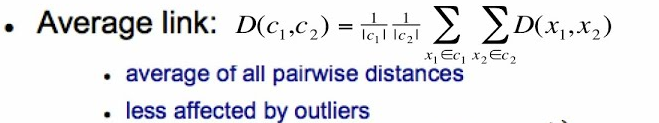 • Average link: D(c₁,c₂) = 1/|c₁| 1/|c₂| ∑x₁∈c₁ ∑x₂∈c₂ D(x₁,x₂)
• average of all pairwise distances
• less affected by outliers